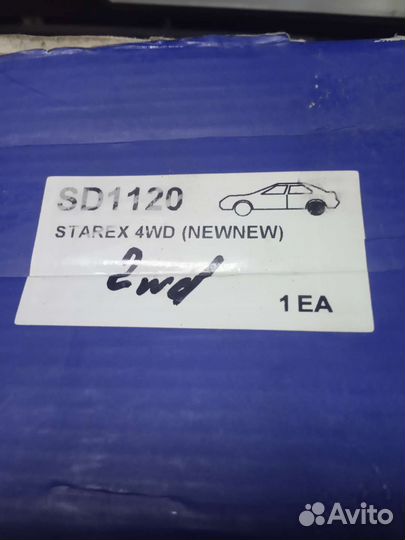 SD1120
STAREX 4WD (NEWNEW)
2wd
1 EA
Avito